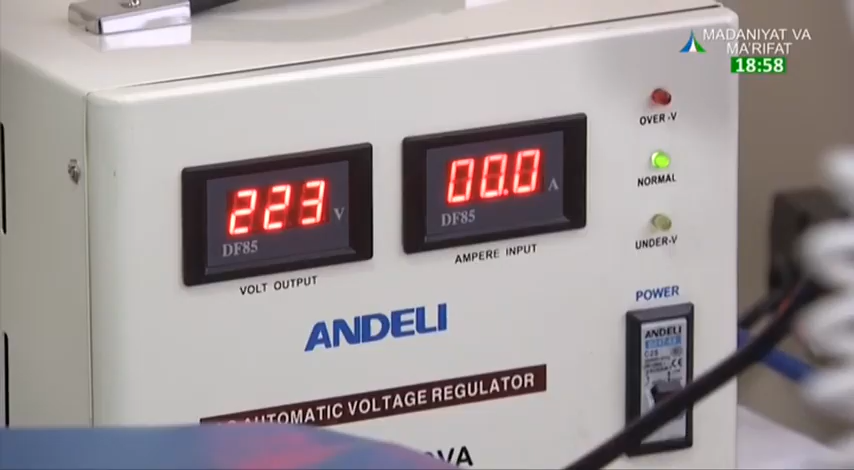 MADANIYAT VA
MA'RIFAT
18:58
OVER-V
NORMAL
UNDER-V
223 V
DF85
00.0 A
DF85
VOLT OUTPUT
AMPERE INPUT
POWER
ANDELI
ANDELI
AUTOMATIC VOLTAGE REGULATOR